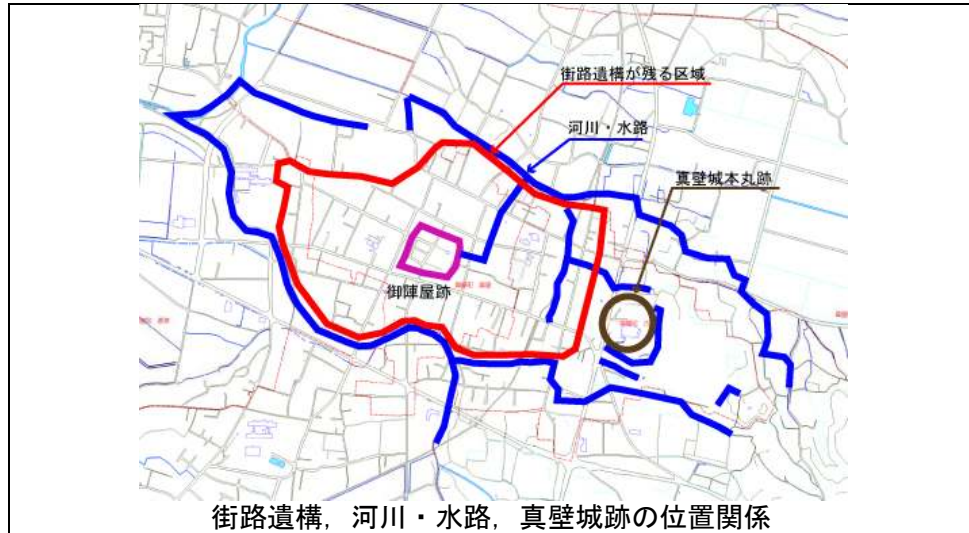 街路遺構が残る区域
河川・水路
真壁城本丸跡
御陣屋跡
街路遺構，河川・水路，真壁城跡の位置関係